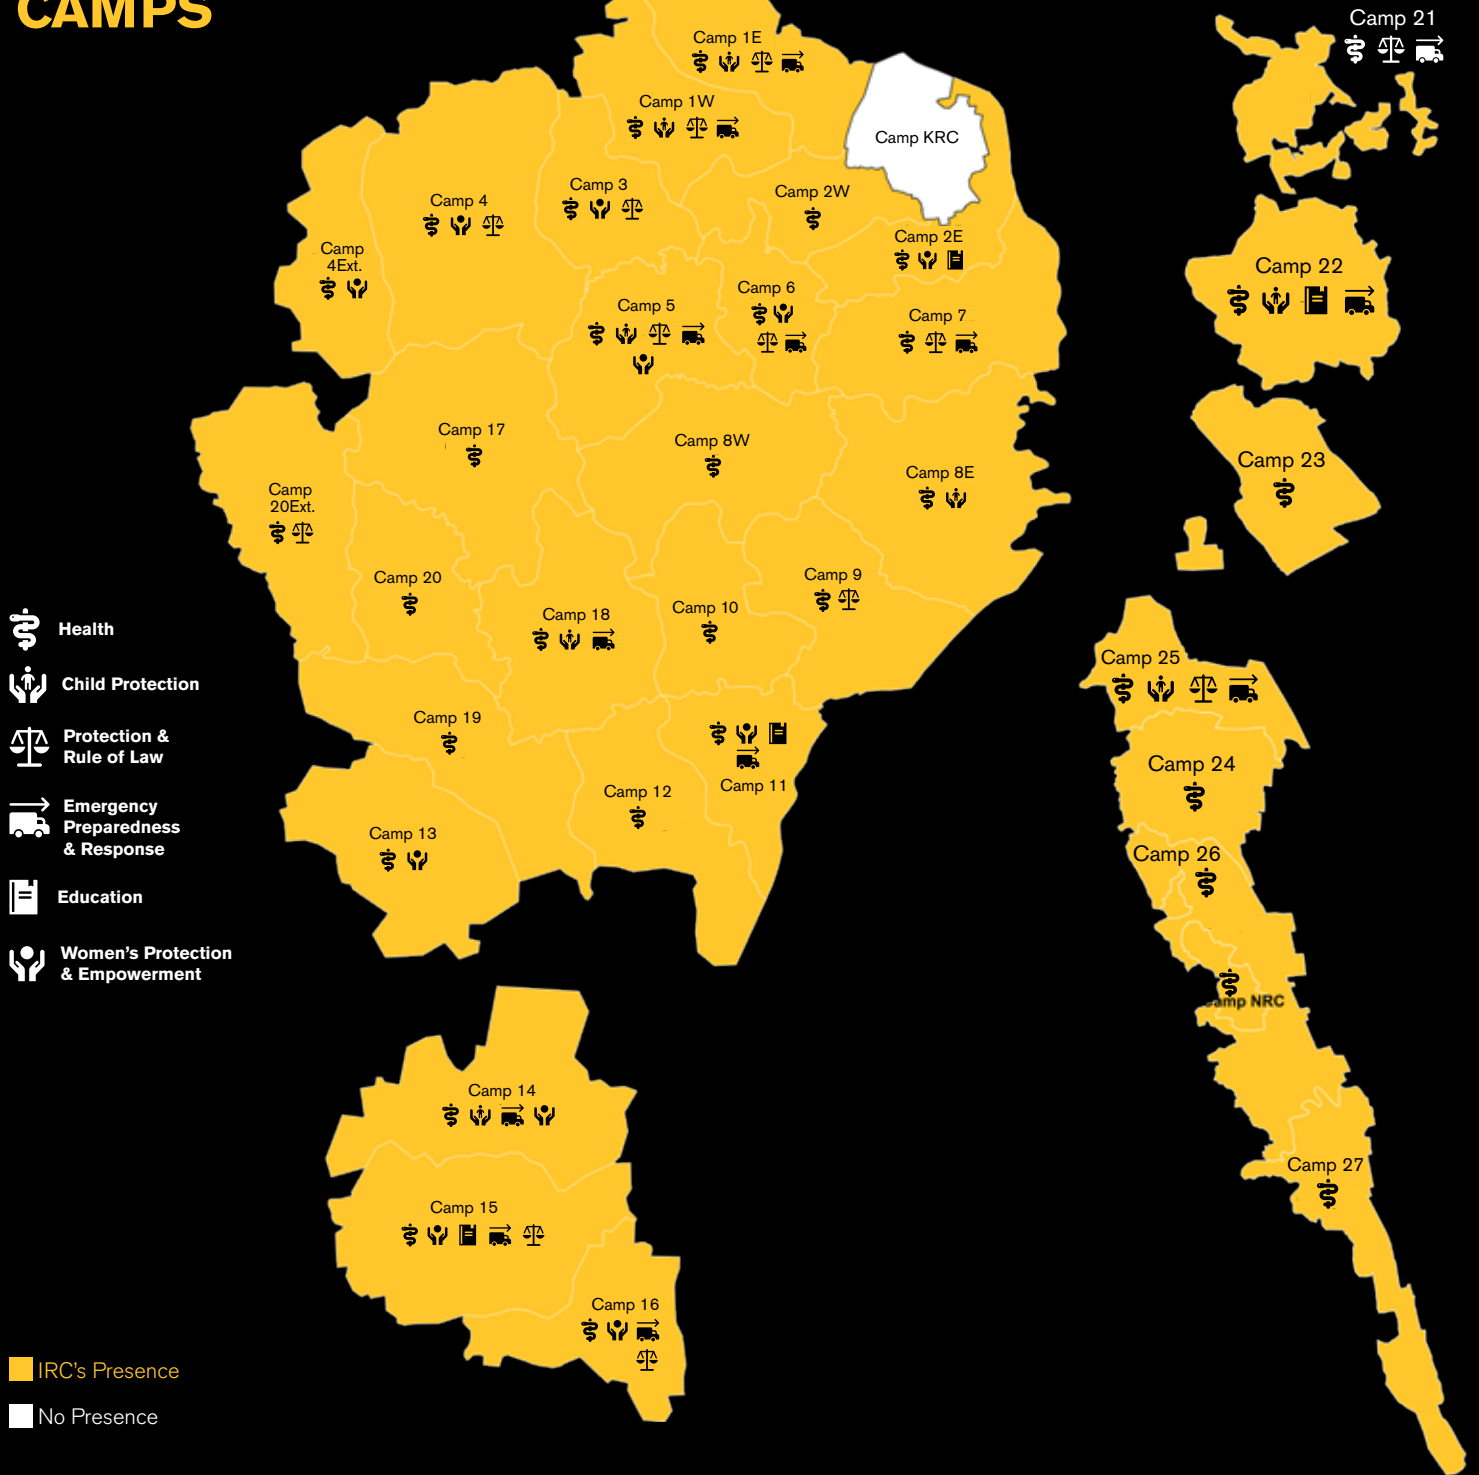 CAMPS
Camp 21
Camp 1E
Camp 1W
Camp KRC
Camp 3
Camp 2W
Camp 4
Camp 2E
Camp
4Ext.
Camp 22
Camp 6
Camp 5
Camp 7
Camp 17
Camp 8W
Camp 23
Camp 8E
Camp
20Ext.
Camp 9
Camp 20
Camp 10
Camp 18
Health
Camp 25
Child Protection
Camp 19
Protection &
Rule of Law
Camp 24
Camp 11
Camp 12
Emergency
Preparedness
& Response
Camp 13
Camp 26
Education
Women's Protection
& Empowerment
amp NRC
Camp 14
Camp 27
Camp 15
Camp 16
IRC's Presence
No Presence